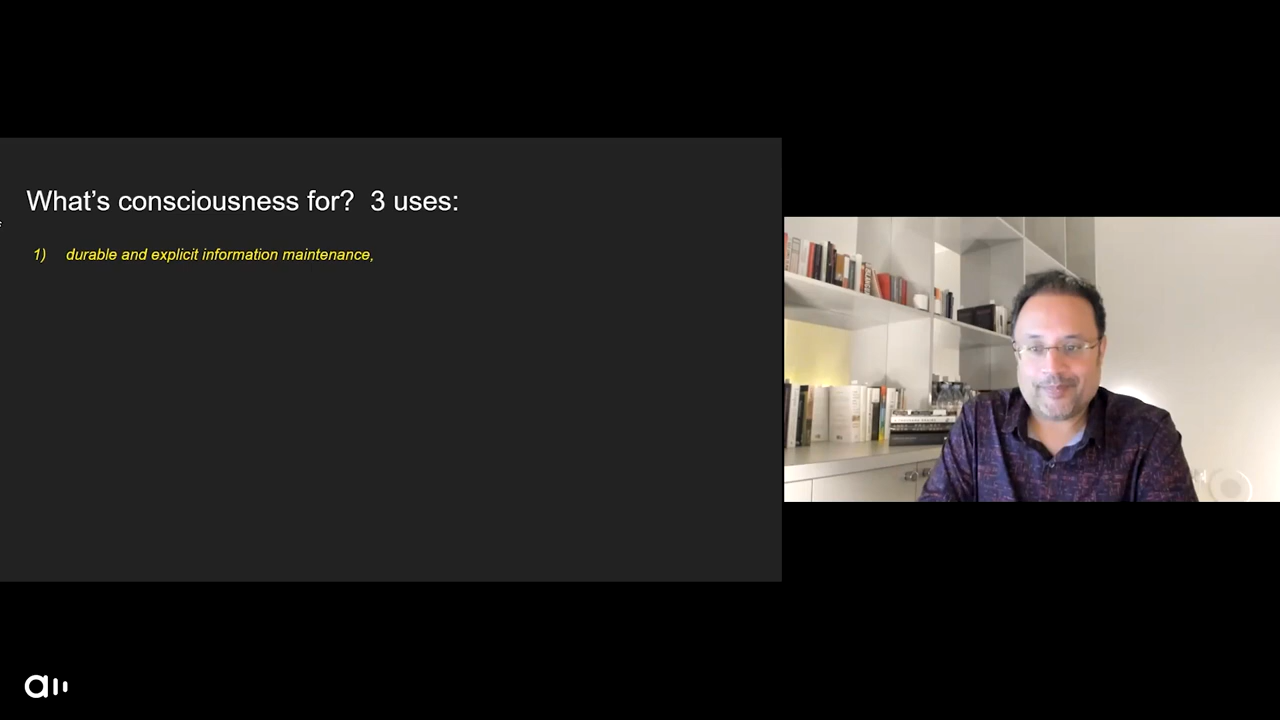 What's consciousness for?  3 uses:
1) durable and explicit information maintenance,